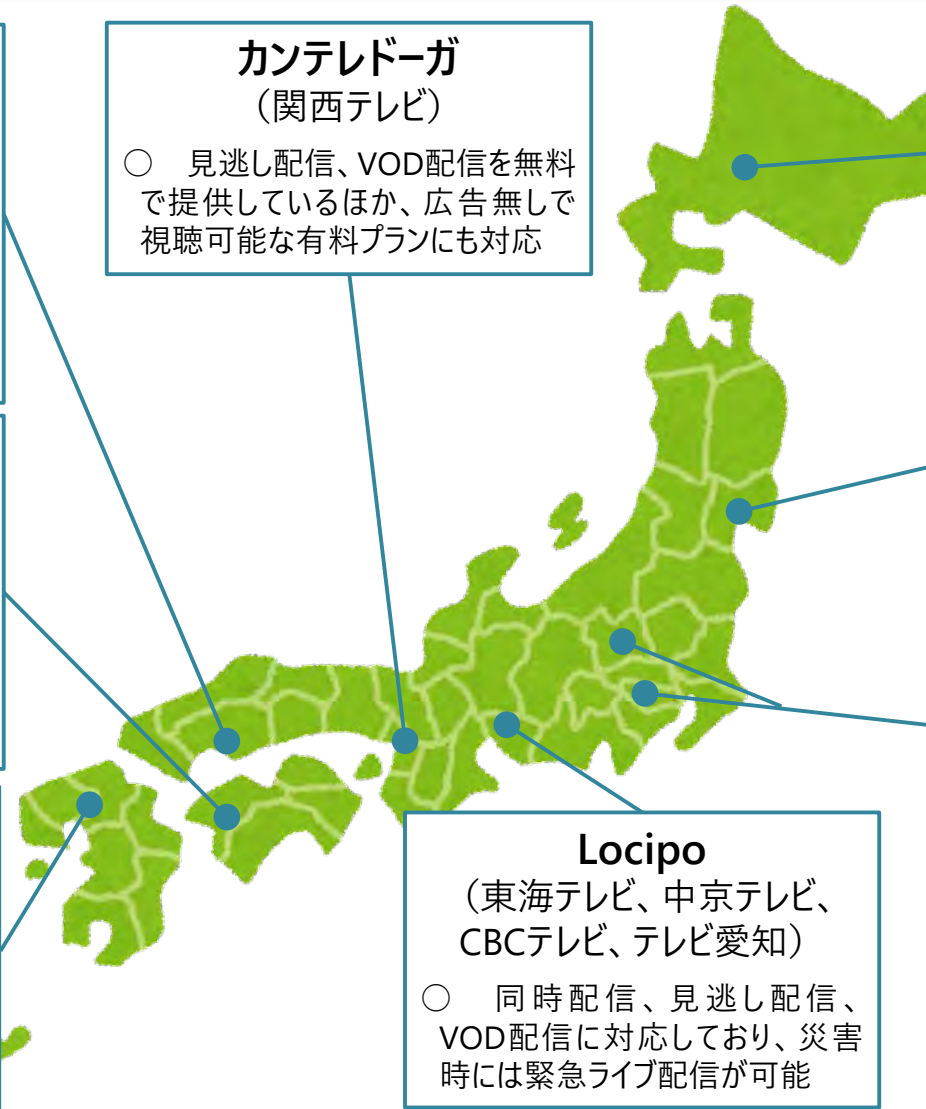 カンテレドーガ
（関西テレビ）
○　見逃し配信、VOD配信を無料
で提供しているほか、広告無しで
視聴可能な有料プランにも対応
Locipo
（東海テレビ、中京テレビ、
CBCテレビ、テレビ愛知）
○　同時配信、見逃し配信、
VOD配信に対応しており、災害
時には緊急ライブ配信が可能